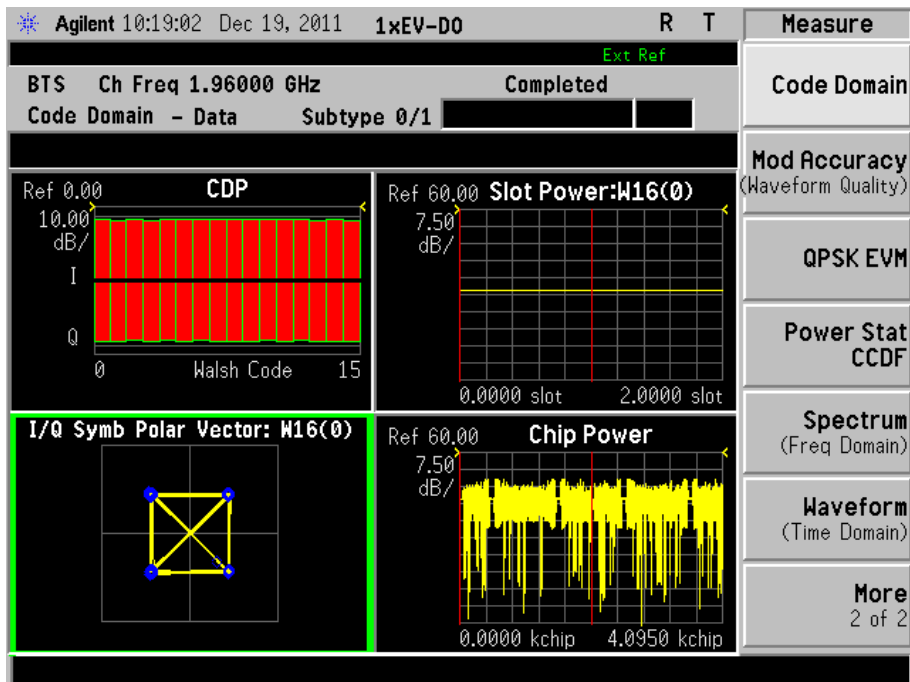 Agilent 10:19:02 Dec 19, 2011 1xEV-DO R T
Ext Ref
BTS Ch Freq 1.96000 GHz Completed
Code Domain - Data Subtype 0/1
Ref 0.00 CDP
10.00
dB/
I
Q
0 Walsh Code 15
Ref 60.00 Slot Power:W16(0)
7.50
dB/
0.0000 slot 2.0000 slot
I/Q Symb Polar Vector: W16(0)
Ref 60.00 Chip Power
7.50
dB/
0.0000 kchip 4.0950 kchip
Measure
Code Domain
Mod Accuracy
(Waveform Quality)
QPSK EVM
Power Stat
CCDF
Spectrum
(Freq Domain)
Waveform
(Time Domain)
More
2 of 2